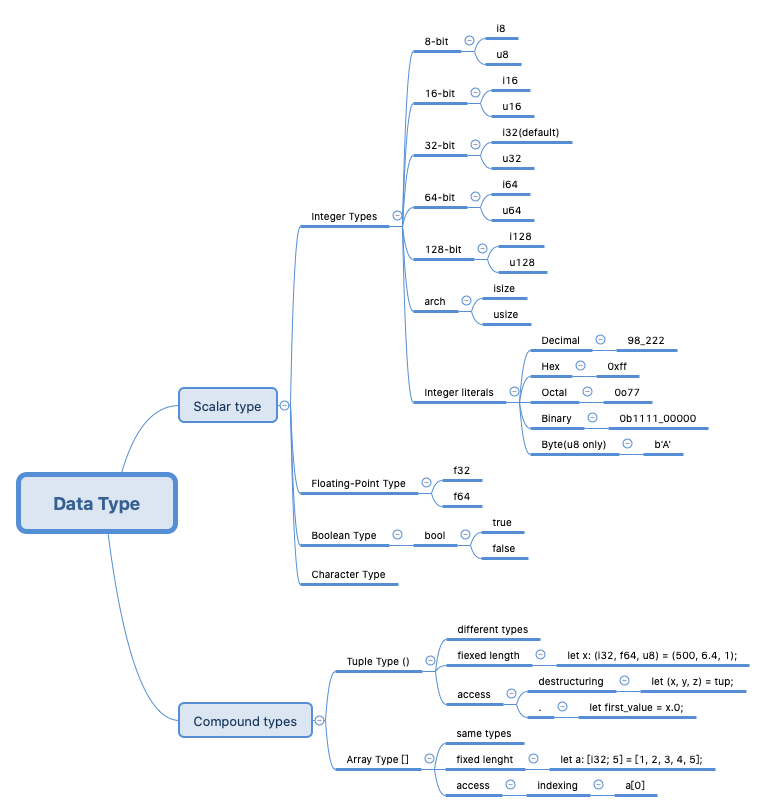 Data Type
Scalar type
Integer Types
8-bit
i8
u8
16-bit
i16
u16
32-bit
i32(default)
u32
64-bit
i64
u64
128-bit
i128
u128
arch
isize
usize
Integer literals
Decimal
98_222
Hex
0xff
Octal
0o77
Binary
0b1111_00000
Byte(u8 only)
b'A'
Floating-Point Type
f32
f64
Boolean Type
bool
true
false
Character Type
Compound types
Tuple Type ()
different types
fiexed length
let x: (i32, f64, u8) = (500, 6.4, 1);
access
destructuring
let (x, y, z) = tup;
.
let first_value = x.0;
Array Type []
same types
fixed lenght
let a: [i32; 5] = [1, 2, 3, 4, 5];
access
indexing
a[0]